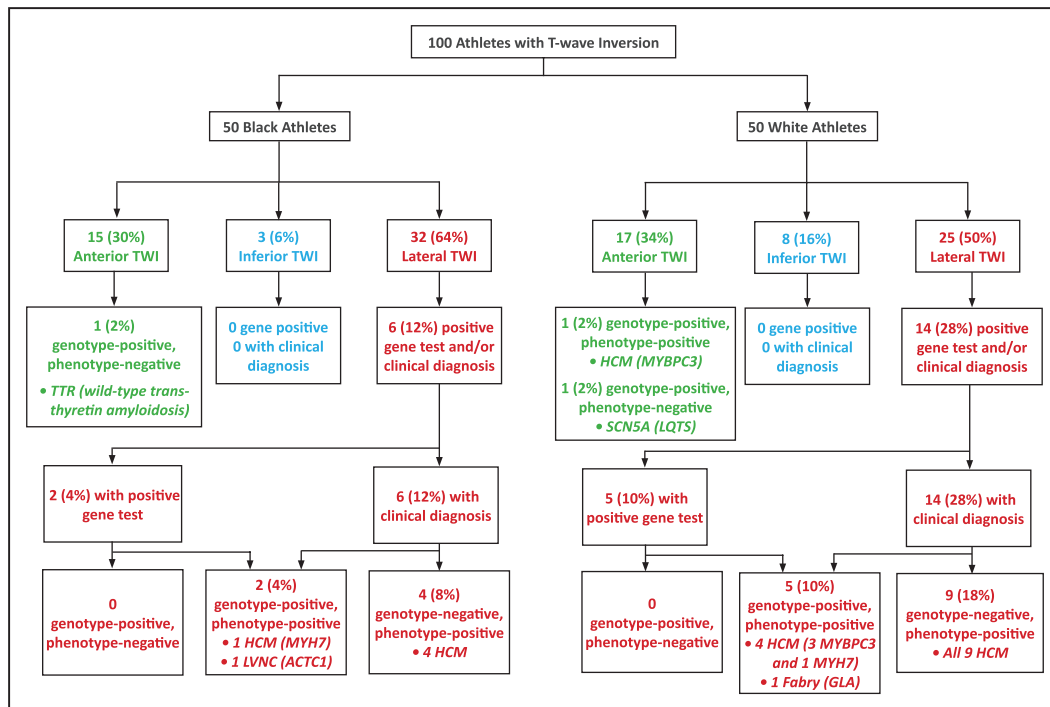 100 Athletes with T-wave Inversion
50 Black Athletes
50 White Athletes
15 (30%)
Anterior TWI
3 (6%)
Inferior TWI
32 (64%)
Lateral TWI
17 (34%)
Anterior TWI
8 (16%)
Inferior TWI
25 (50%)
Lateral TWI
1 (2%)
genotype-positive,
phenotype-negative
• TTR (wild-type trans-
thyretin amyloidosis)
0 gene positive
0 with clinical
diagnosis
6 (12%) positive
gene test and/or
clinical diagnosis
1 (2%) genotype-positive,
phenotype-positive
• HCM (MYBPC3)
1 (2%) genotype-positive,
phenotype-negative
• SCN5A (LQTS)
0 gene positive
0 with clinical
diagnosis
14 (28%) positive
gene test and/or
clinical diagnosis
2 (4%) with positive
gene test
6 (12%) with
clinical diagnosis
5 (10%) with
positive gene test
14 (28%) with
clinical diagnosis
0
genotype-positive,
phenotype-negative
2 (4%)
genotype-positive,
phenotype-positive
• 1 HCM (MYH7)
• 1 LVNC (ACTC1)
4 (8%)
genotype-negative,
phenotype-positive
• 4 HCM
0
genotype-positive,
phenotype-negative
5 (10%)
genotype-positive,
phenotype-positive
• 4 HCM (3 MYBPC3
and 1 MYH7)
• 1 Fabry (GLA)
9 (18%)
genotype-negative,
phenotype-positive
• All 9 HCM